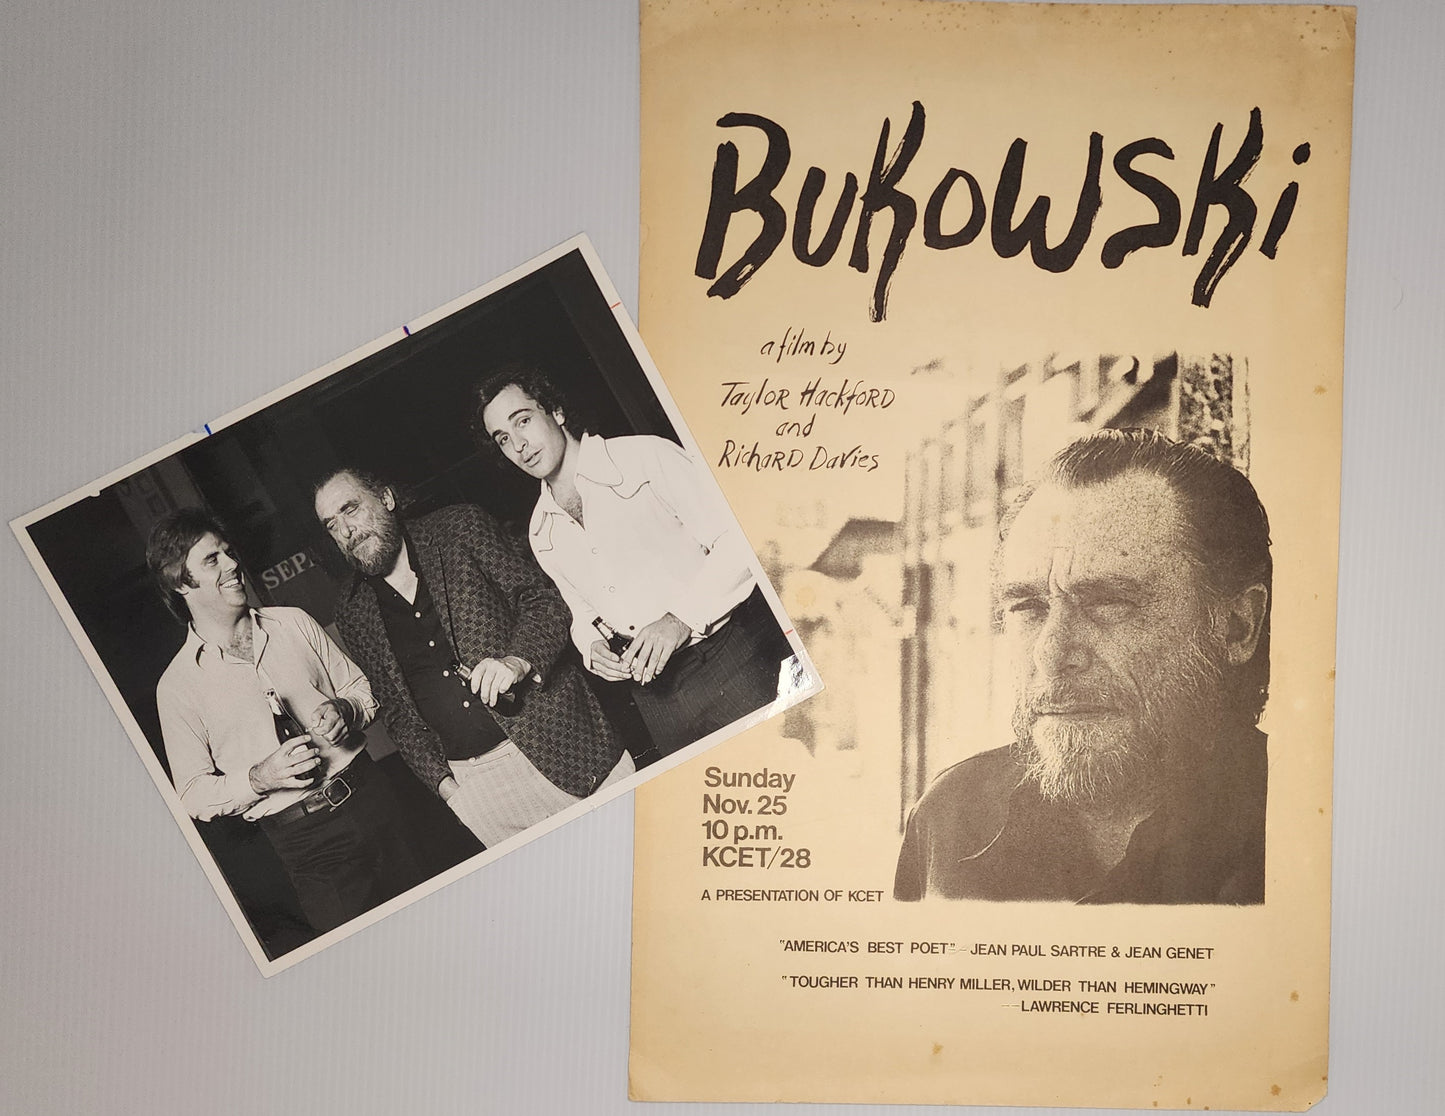 BUKOWSKI
a film by
Taylor Hackford
and
Richard Davies
Sunday
Nov. 25
10 p.m.
KCET/28
A PRESENTATION OF KCET
"AMERICA'S BEST POET" – JEAN PAUL SARTRE & JEAN GENET
"TOUGHER THAN HENRY MILLER, WILDER THAN HEMINGWAY"
––LAWRENCE FERLINGHETTI
SEPA